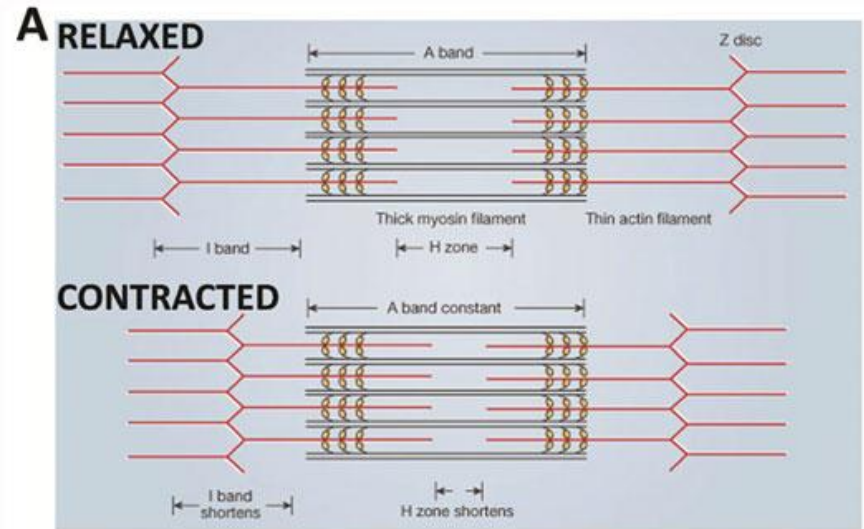 A
RELAXED
A band
Z disc
Thick myosin filament
Thin actin filament
I band
H zone
CONTRACTED
A band constant
I band
shortens
H zone shortens